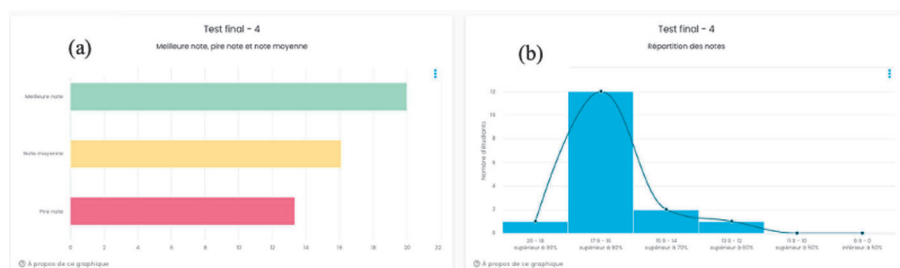 (a)
Test final - 4
Meilleure note, pire note et note moyenne
Meilleure note
Note moyenne
Pire note
0 2 4 6 8 10 12 14 16 18 20 22
À propos de ce graphique
(b)
Test final - 4
Répartition des notes
Nombre d'étudiants
12
10
8
6
4
2
0
20 - 18
supérieur à 90%
17.9 - 16
supérieur à 80%
15.9 - 14
supérieur à 70%
13.9 - 12
supérieur à 60%
11.9 - 10
supérieur à 50%
9.9 - 0
inférieur à 50%
À propos de ce graphique